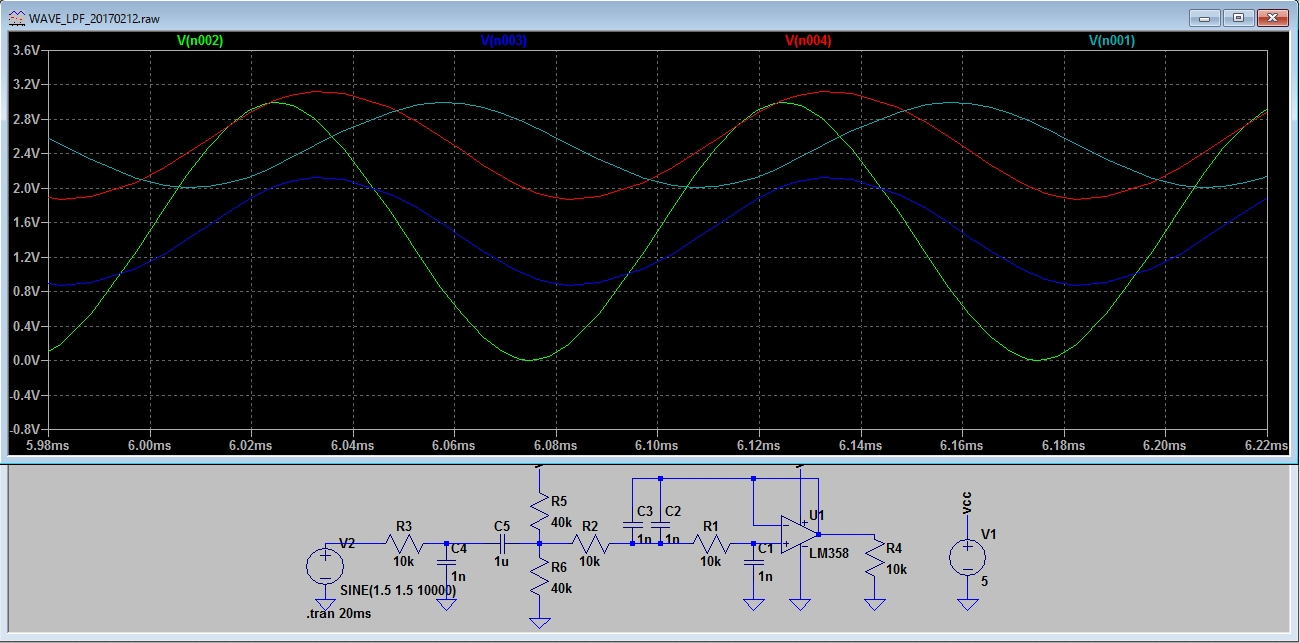 WAVE_LPF_20170212.raw
V(n002) V(n003) V(n004) V(n001)
3.6V
3.2V
2.8V
2.4V
2.0V
1.6V
1.2V
0.8V
0.4V
0.0V
-0.4V
-0.8V
5.98ms 6.00ms 6.02ms 6.04ms 6.06ms 6.08ms 6.10ms 6.12ms 6.14ms 6.16ms 6.18ms 6.20ms 6.22ms
V2
SINE(1.5 1.5 10000)
.tran 20ms
R3
10k
C4
1n
C5
1u
R5
40k
R6
40k
R2
10k
C3
1n
C2
1n
R1
10k
C1
1n
U1
LM358
R4
10k
vcc
V1
5